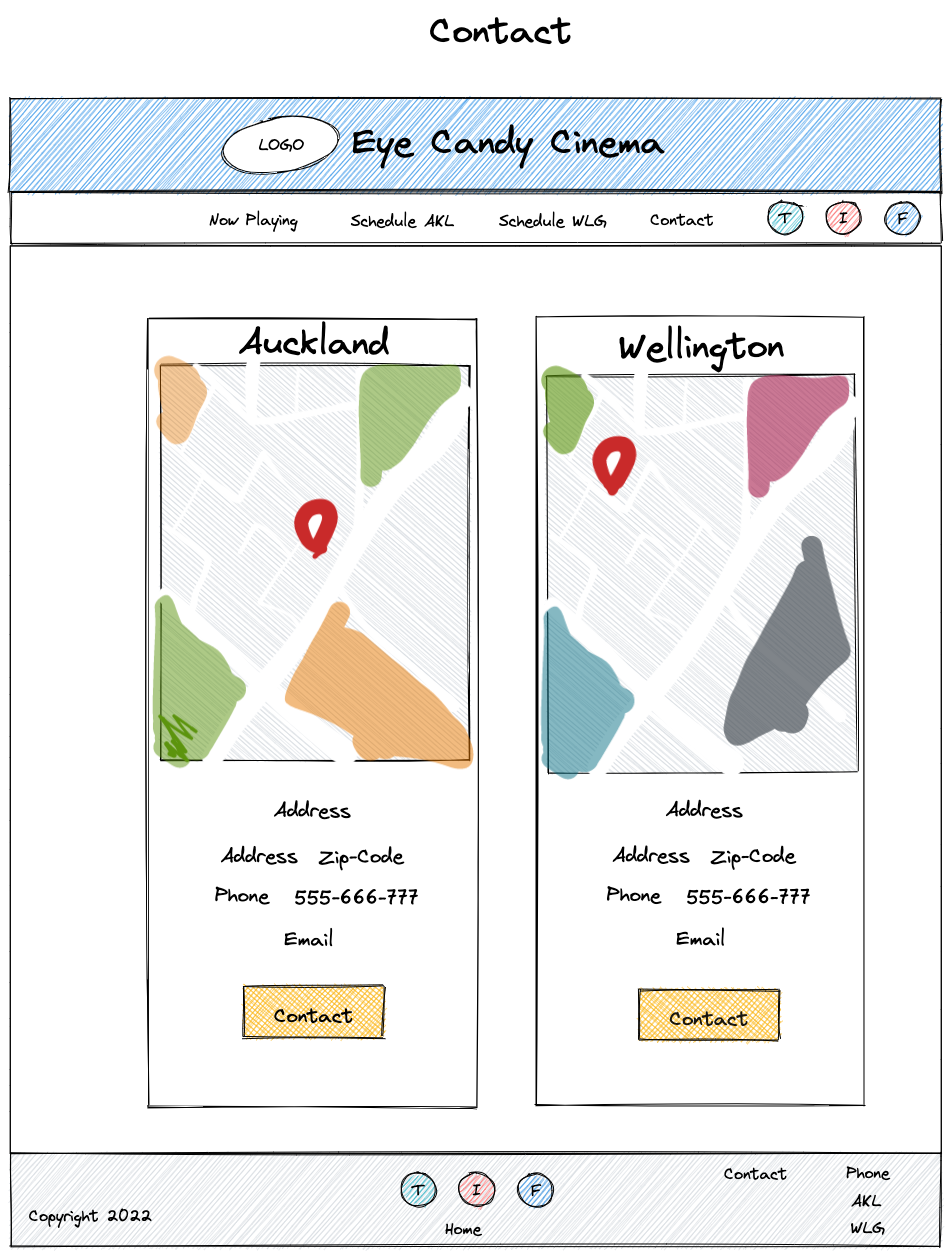 Contact
LOGO Eye Candy Cinema
Now Playing Schedule AKL Schedule WLG Contact T I F
Auckland
Address
Address Zip-Code
Phone 555-666-777
Email
Contact
Wellington
Address
Address Zip-Code
Phone 555-666-777
Email
Contact
Copyright 2022
T I F
Home
Contact
Phone
AKL
WLG